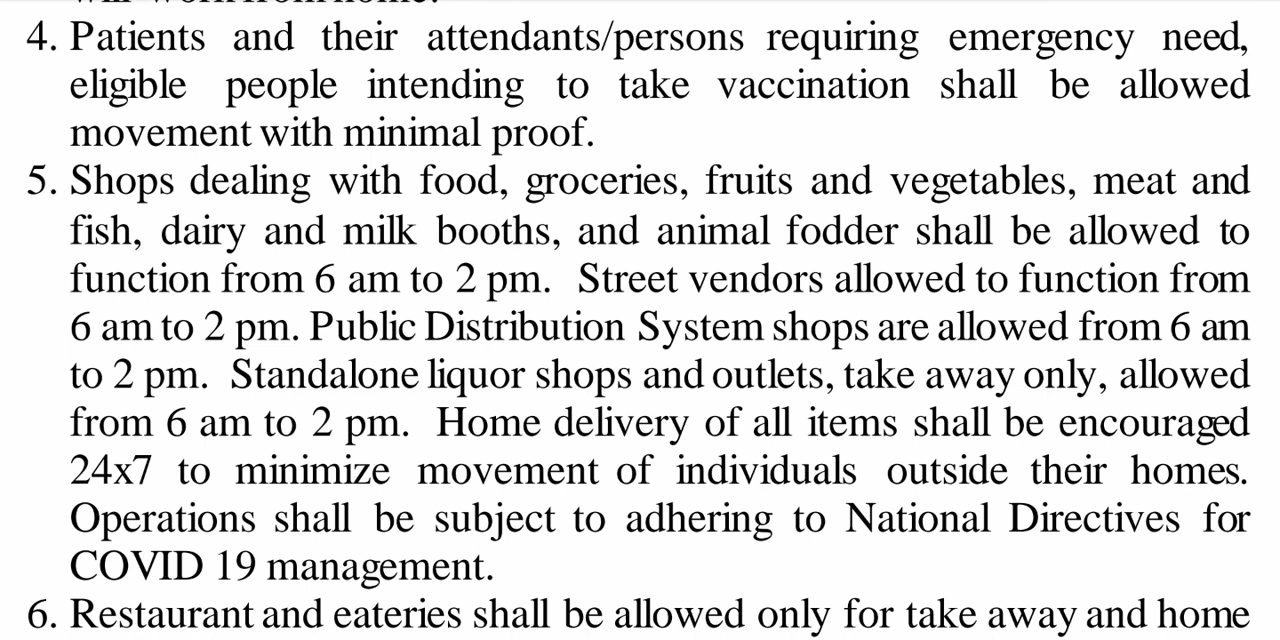 4. Patients and their attendants/persons requiring emergency need,
eligible people intending to take vaccination shall be allowed
movement with minimal proof.
5. Shops dealing with food, groceries, fruits and vegetables, meat and
fish, dairy and milk booths, and animal fodder shall be allowed to
function from 6 am to 2 pm. Street vendors allowed to function from
6 am to 2 pm. Public Distribution System shops are allowed from 6 am
to 2 pm. Standalone liquor shops and outlets, take away only, allowed
from 6 am to 2 pm. Home delivery of all items shall be encouraged
24x7 to minimize movement of individuals outside their homes.
Operations shall be subject to adhering to National Directives for
COVID 19 management.
6. Restaurant and eateries shall be allowed only for take away and home